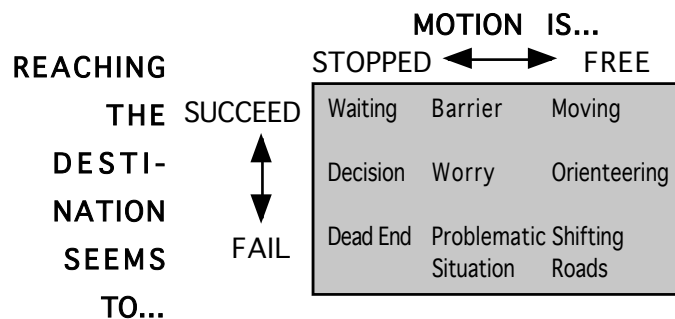 MOTION IS...
STOPPED FREE
REACHING
THE
DESTI-
NATION
SEEMS
TO...
SUCCEED
FAIL
Waiting Barrier Moving
Decision Worry Orienteering
Dead End Problematic Shifting
Situation Roads